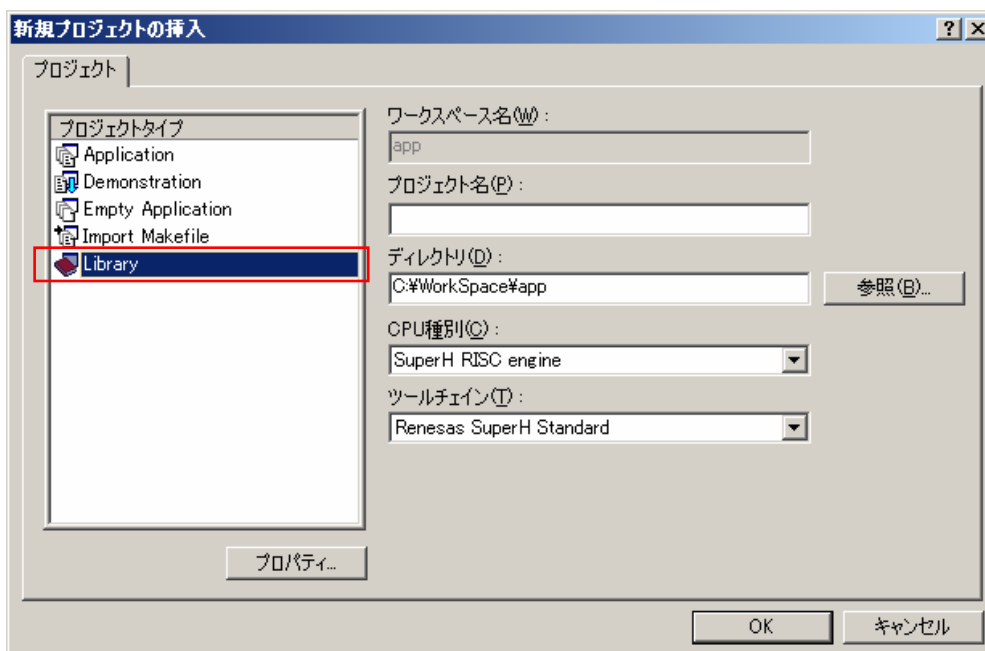 新規プロジェクトの挿入
プロジェクト
プロジェクトタイプ
Application
Demonstration
Empty Application
Import Makefile
Library
プロパティ...
ワークスペース名(W):
app
プロジェクト名(P):
ディレクトリ(D):
C:¥WorkSpace¥app
参照(B)...
CPU種別(C):
SuperH RISC engine
ツールチェイン(T):
Renesas SuperH Standard
OK
キャンセル